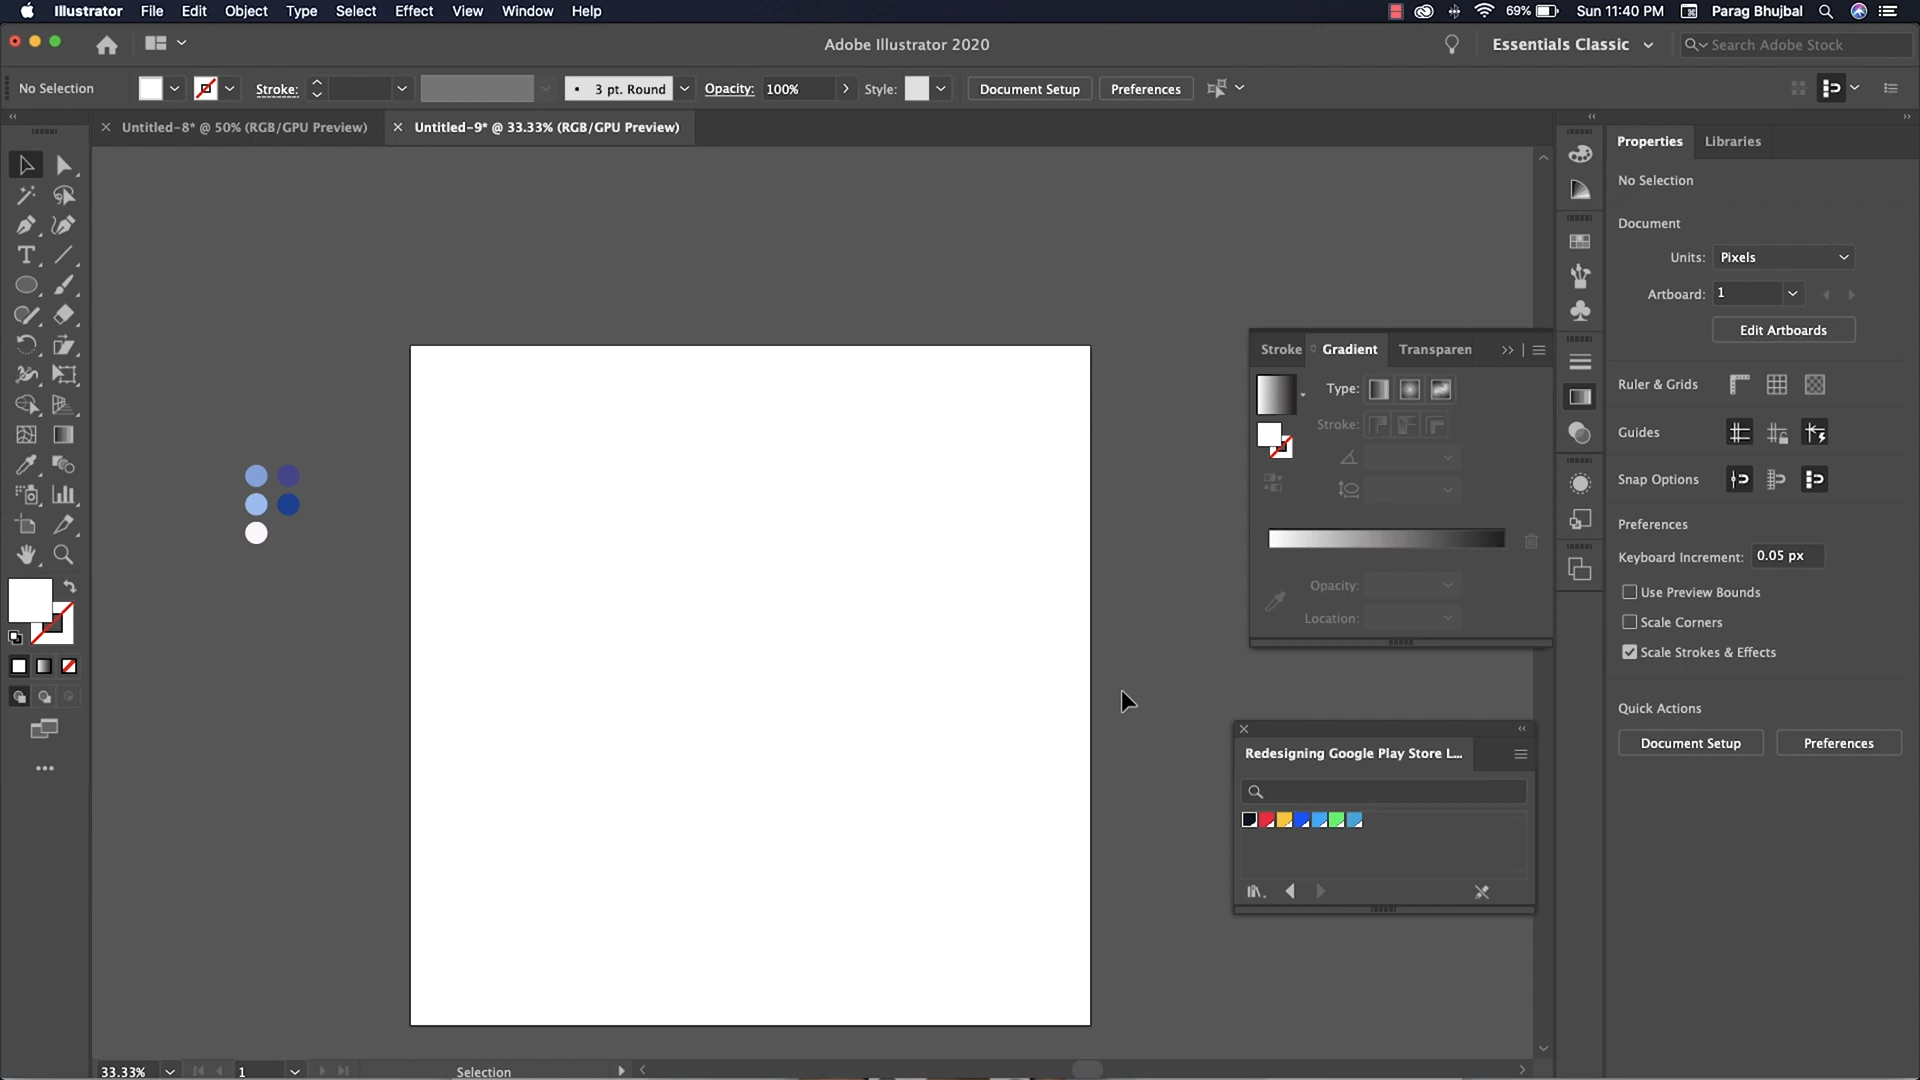 Illustrator File Edit Object Type Select Effect View Window Help 69% Sun 11:40 PM Parag Bhujbal
Adobe Illustrator 2020 Essentials Classic Search Adobe Stock
No Selection Stroke: 3 pt. Round Opacity: 100% Style: Document Setup Preferences
Untitled-8* @ 50% (RGB/GPU Preview) Untitled-9* @ 33.33% (RGB/GPU Preview)
Properties Libraries
No Selection
Document
Units: Pixels
Artboard: 1
Edit Artboards
Ruler & Grids
Guides
Snap Options
Preferences
Keyboard Increment: 0.05 px
Use Preview Bounds
Scale Corners
Scale Strokes & Effects
Quick Actions
Document Setup Preferences
Stroke Gradient Transparen
Type:
Stroke:
Opacity:
Location:
Redesigning Google Play Store L...
33.33% 1 Selection